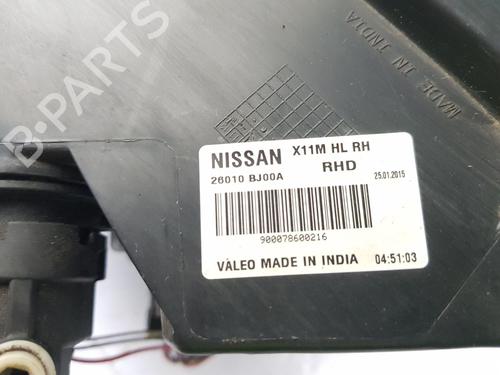 B-PARTS
MADE IN INDIA
NISSAN X11M HL RH
26010 BJ00A RHD 25.01.2015
900078600216
VALEO MADE IN INDIA 04:51:03